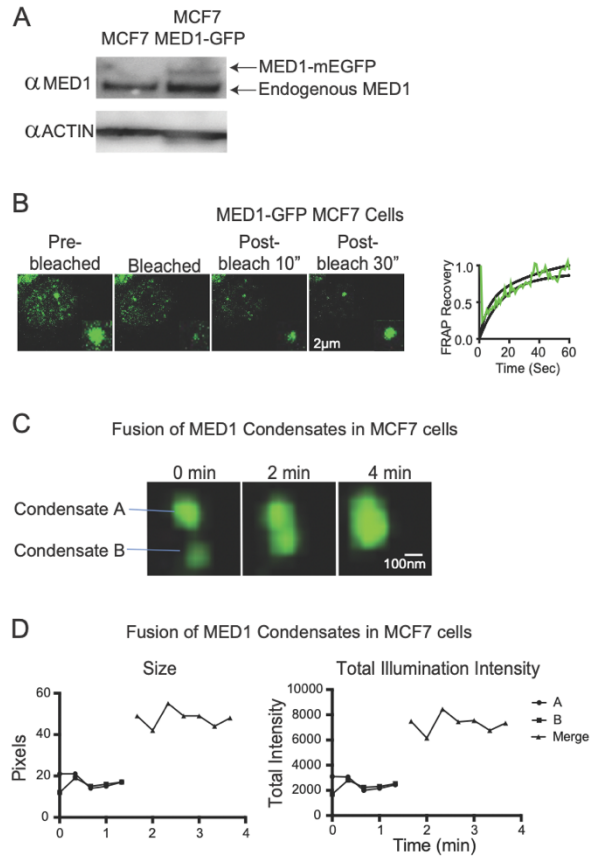 A
MCF7
MCF7 MED1-GFP
αMED1
MED1-mEGFP
Endogenous MED1
αACTIN
B
MED1-GFP MCF7 Cells
Pre-
bleached
Bleached
Post-
bleach 10”
Post-
bleach 30”
2μm
FRAP Recovery
1.0
0.5
0.0
0 20 40 60
Time (Sec)
C
Fusion of MED1 Condensates in MCF7 cells
0 min 2 min 4 min
Condensate A
Condensate B
100nm
D
Fusion of MED1 Condensates in MCF7 cells
Size
Pixels
60
40
20
0
0 1 2 3 4
Total Illumination Intensity
Total Intensity
10000
8000
6000
4000
2000
0
0 1 2 3 4
Time (min)
A
B
Merge